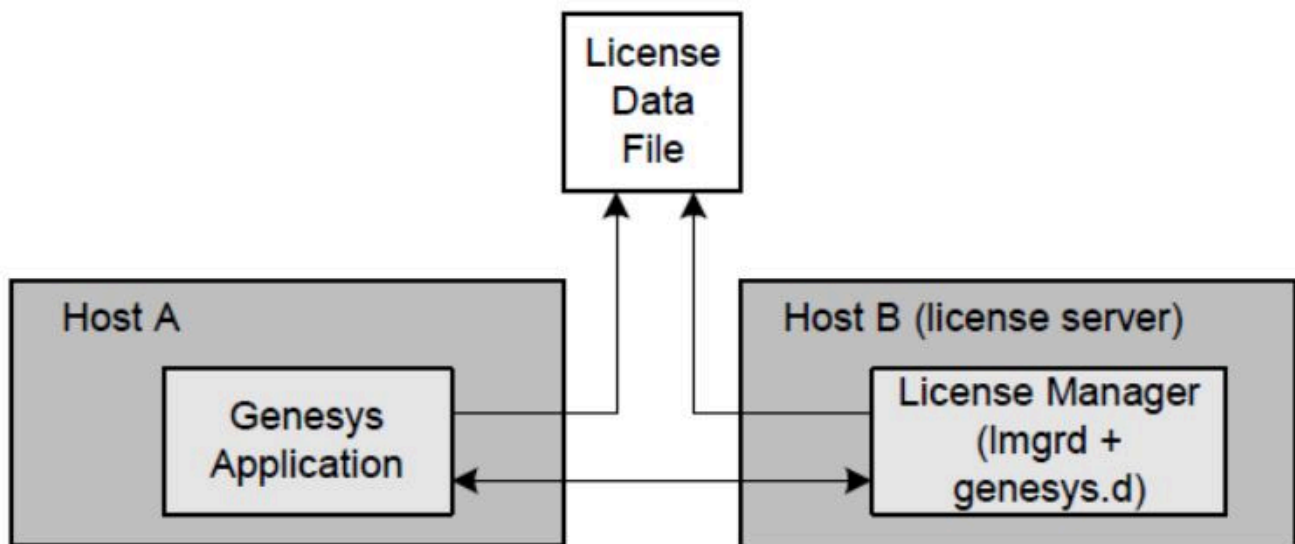 License
Data
File
Host A
Genesys
Application
Host B (license server)
License Manager
(lmgrd +
genesys.d)